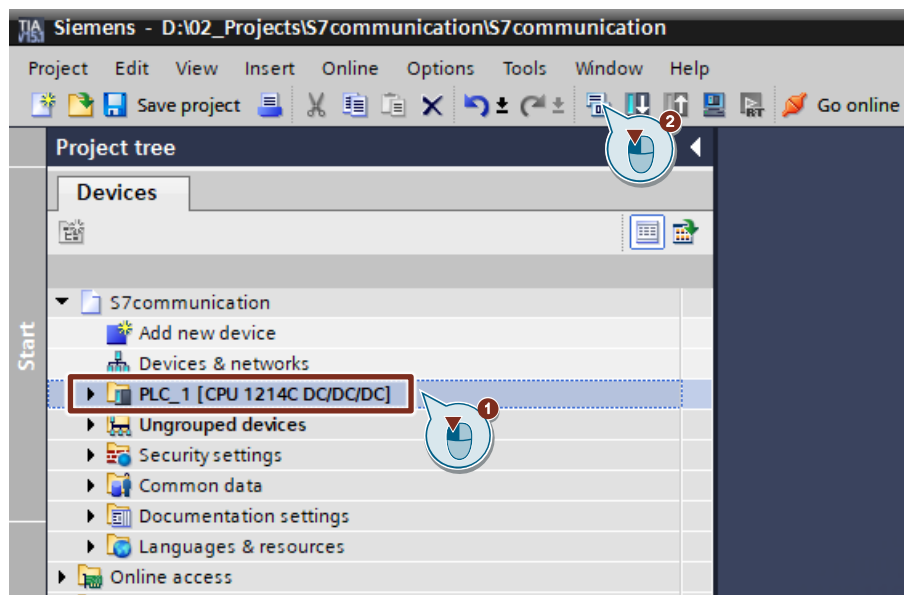 Siemens - D:\02_Projects\S7communication\S7communication
Project Edit View Insert Online Options Tools Window Help
Save project Go online
2
Project tree
Devices
S7communication
Add new device
Devices & networks
PLC_1 [CPU 1214C DC/DC/DC]
1
Ungrouped devices
Security settings
Common data
Documentation settings
Languages & resources
Online access
Start